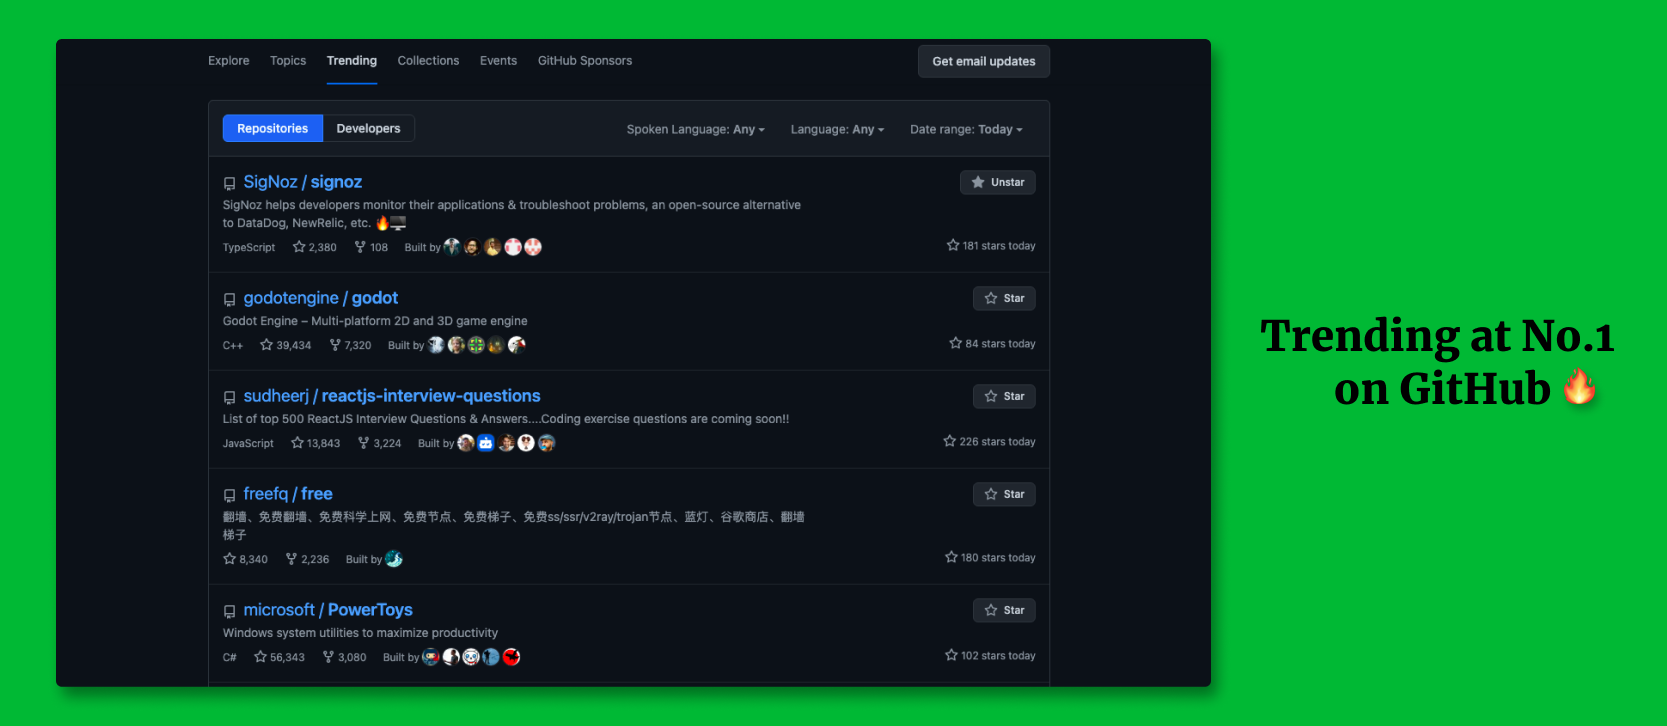 Explore Topics Trending Collections Events GitHub Sponsors Get email updates
Repositories Developers Spoken Language: Any Language: Any Date range: Today
SigNoz / signoz Unstar
SigNoz helps developers monitor their applications & troubleshoot problems, an open-source alternative
to DataDog, NewRelic, etc. 🔥🖥️
TypeScript 2,380 108 Built by 181 stars today
godotengine / godot Star
Godot Engine – Multi-platform 2D and 3D game engine
C++ 39,434 7,320 Built by 84 stars today
sudheerj / reactjs-interview-questions Star
List of top 500 ReactJS Interview Questions & Answers....Coding exercise questions are coming soon!!
JavaScript 13,843 3,224 Built by 226 stars today
freefq / free Star
翻墙、免费翻墙、免费科学上网、免费节点、免费梯子、免费ss/ssr/v2ray/trojan节点、蓝灯、谷歌商店、翻墙
梯子
8,340 2,236 Built by 180 stars today
microsoft / PowerToys Star
Windows system utilities to maximize productivity
C# 56,343 3,080 Built by 102 stars today
Trending at No.1
on GitHub 🔥